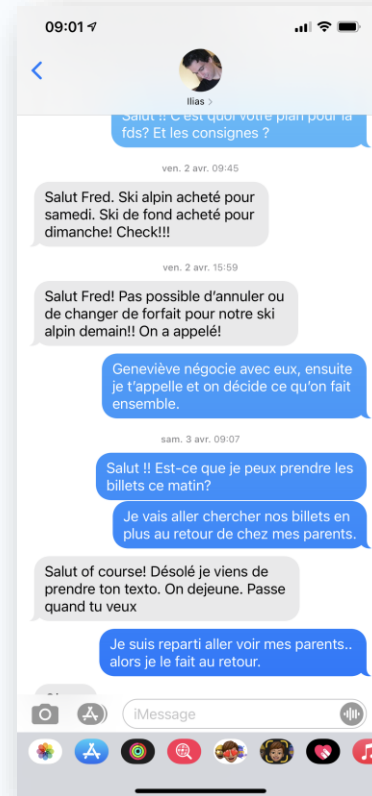 09:01
Ilias >
Salut !! C'est quoi votre plan pour la
fds? Et les consignes ?
ven. 2 avr. 09:45
Salut Fred. Ski alpin acheté pour
samedi. Ski de fond acheté pour
dimanche! Check!!!
ven. 2 avr. 15:59
Salut Fred! Pas possible d'annuler ou
de changer de forfait pour notre ski
alpin demain!! On a appelé!
Geneviève négocie avec eux, ensuite
je t'appelle et on décide ce qu'on fait
ensemble.
sam. 3 avr. 09:07
Salut !! Est-ce que je peux prendre les
billets ce matin?
Je vais aller chercher nos billets en
plus au retour de chez mes parents.
Salut of course! Désolé je viens de
prendre ton texto. On dejeune. Passe
quand tu veux
Je suis reparti aller voir mes parents..
alors je le fait au retour.
iMessage